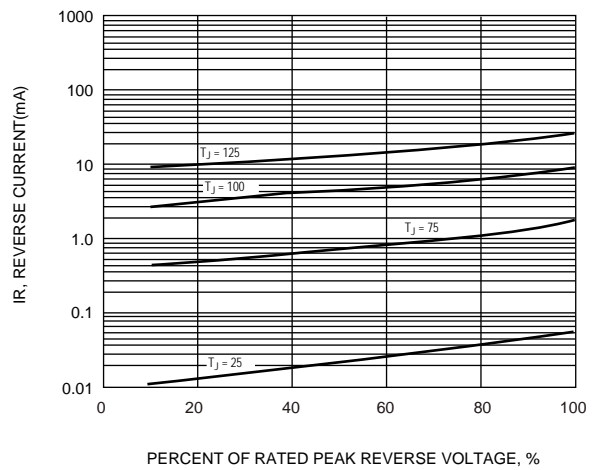 1000
100
10
1.0
0.1
0.01
IR, REVERSE CURRENT(mA)
TJ = 125
TJ = 100
TJ = 75
TJ = 25
0
20
40
60
80
100
PERCENT OF RATED PEAK REVERSE VOLTAGE, %